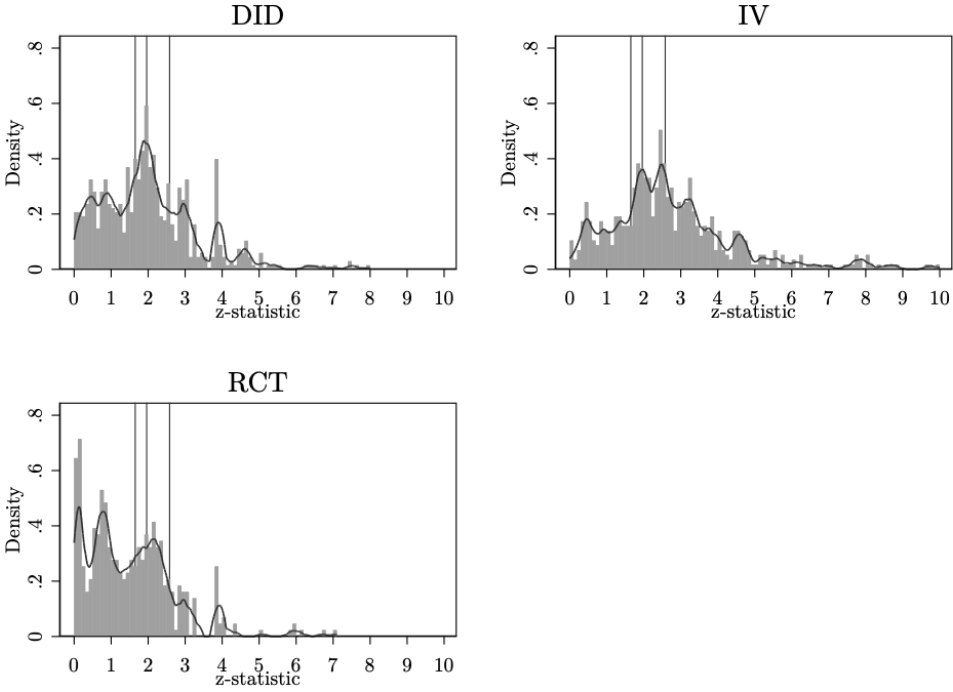 DID
Density
0 .2 .4 .6 .8
0 1 2 3 4 5 6 7 8 9 10
z-statistic
IV
Density
0 .2 .4 .6 .8
0 1 2 3 4 5 6 7 8 9 10
z-statistic
RCT
Density
0 .2 .4 .6 .8
0 1 2 3 4 5 6 7 8 9 10
z-statistic